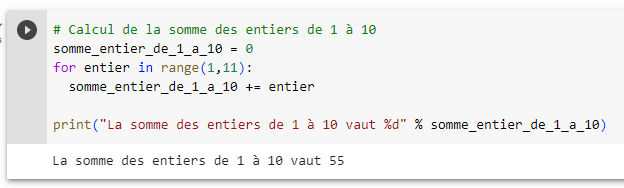 # Calcul de la somme des entiers de 1 à 10
somme_entier_de_1_a_10 = 0
for entier in range(1,11):
  somme_entier_de_1_a_10 += entier
print("La somme des entiers de 1 à 10 vaut %d" % somme_entier_de_1_a_10)
La somme des entiers de 1 à 10 vaut 55